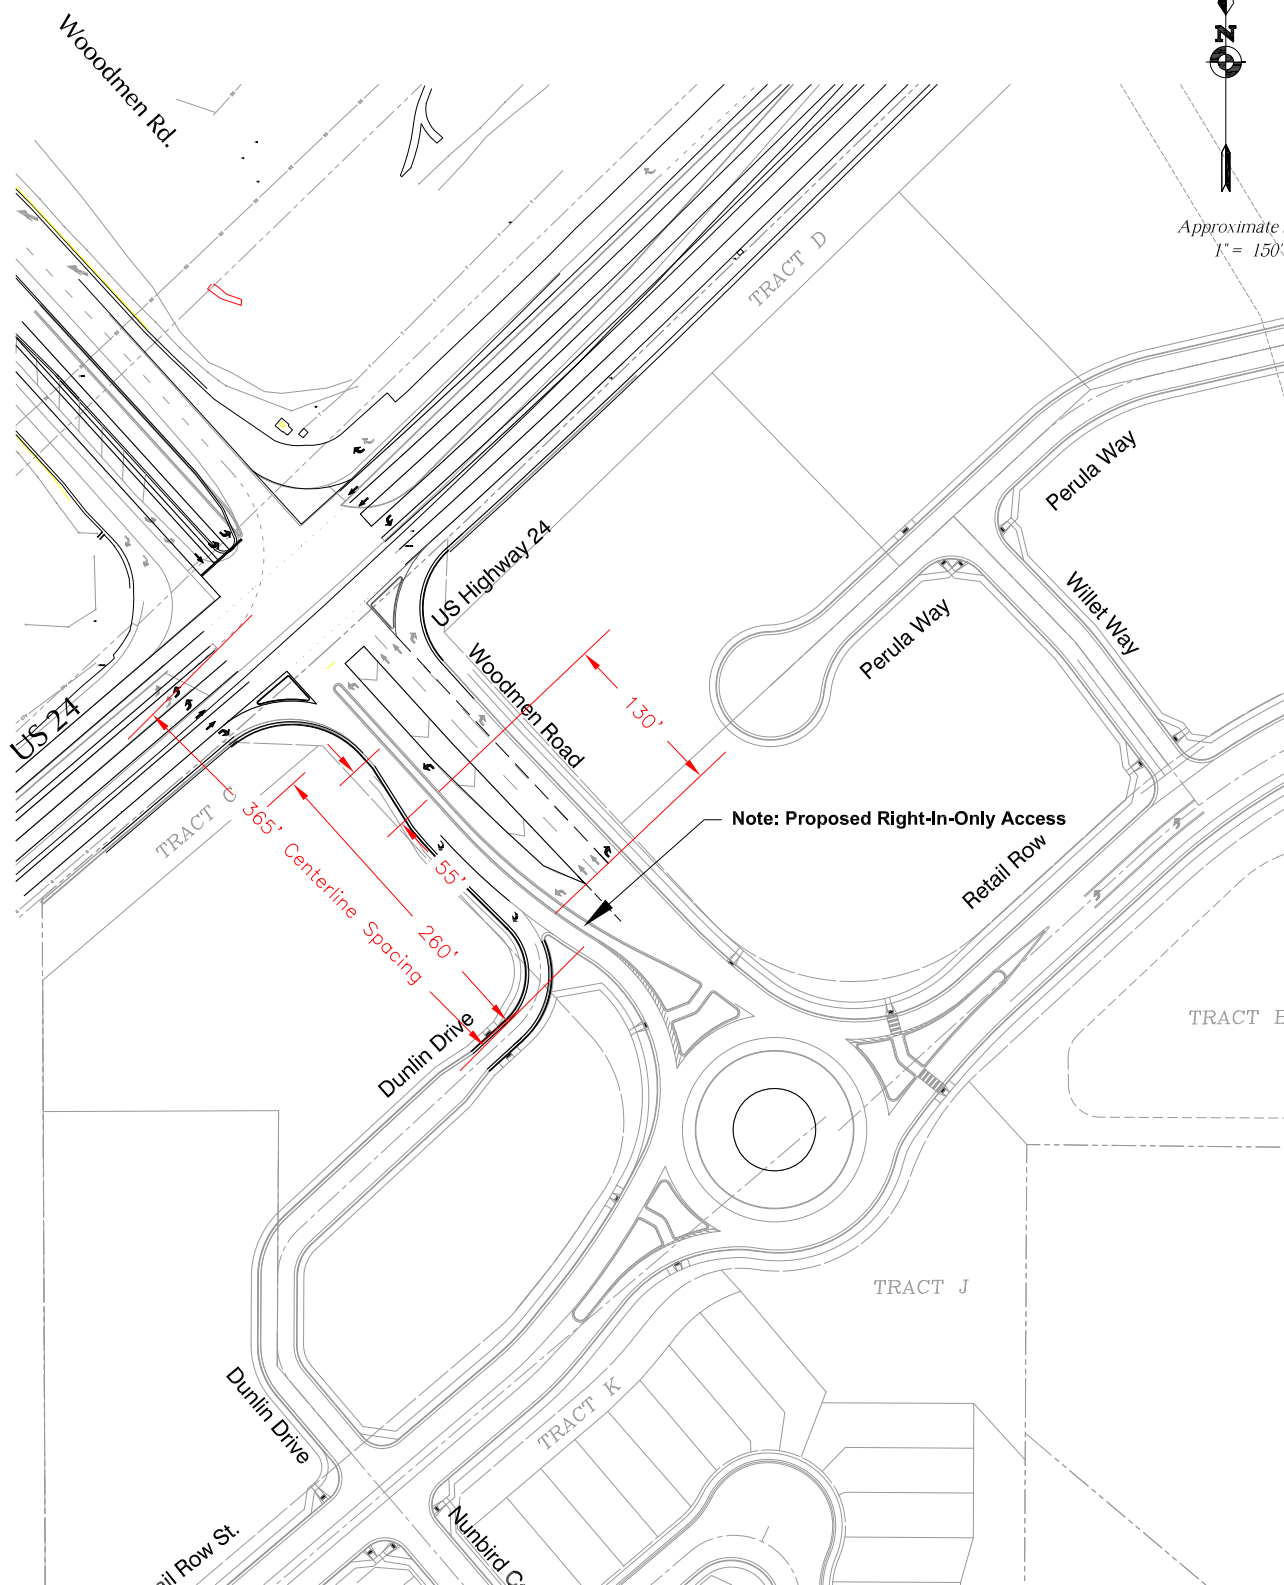 Wooodmen Rd.
N
Approximate
1" = 150'
TRACT D
Perula Way
US Highway 24
Willet Way
Perula Way
Woodmen Road
130'
US 24
TRACT
365' Centerline Spacing
Note: Proposed Right-In-Only Access
55'
Retail Row
260'
Dunlin Drive
TRACT E
TRACT J
Dunlin Drive
TRACT K
Nunbird
Row St.